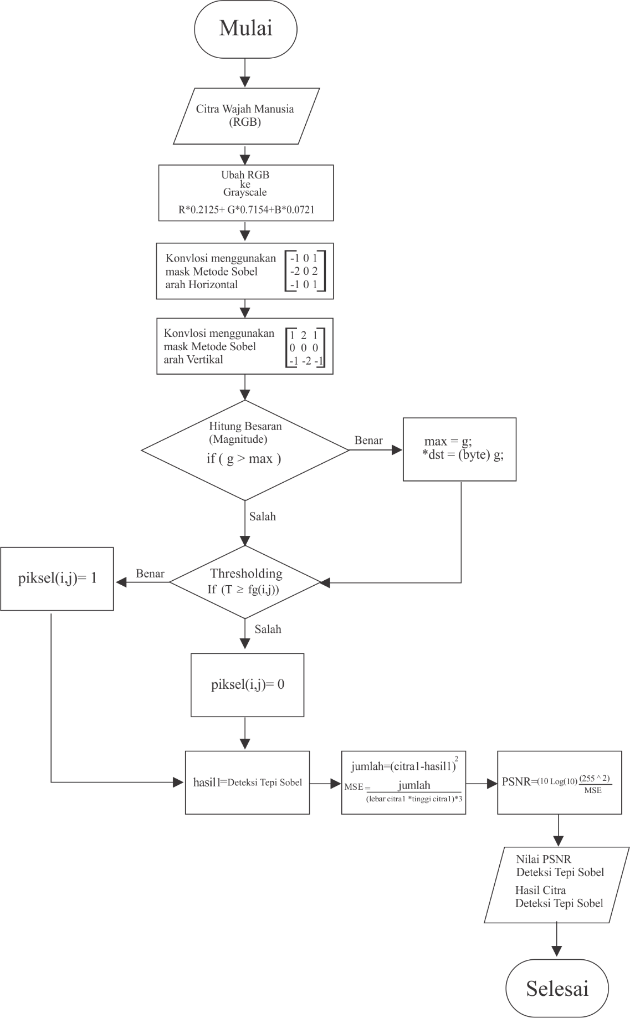 Mulai
Citra Wajah Manusia
(RGB)
Ubah RGB
ke
Grayscale
R*0.2125+ G*0.7154+B*0.0721
Konvlosi menggunakan
mask Metode Sobel
arah Horizontal
-1 0 1
-2 0 2
-1 0 1
Konvlosi menggunakan
mask Metode Sobel
arah Vertikal
1 2 1
0 0 0
-1 -2 -1
Hitung Besaran
(Magnitude)
if ( g > max )
Benar
max = g;
*dst = (byte) g;
Salah
Thresholding
If (T ≥ fg(i,j))
Benar
piksel(i,j)= 1
Salah
piksel(i,j)= 0
hasil1=Deteksi Tepi Sobel
jumlah=(citra1-hasil1)²
MSE = jumlah
(lebar citra1 *tinggi citra1)*3
PSNR=(10 Log(10) (255 ^ 2)
MSE
Nilai PSNR
Deteksi Tepi Sobel
Hasil Citra
Deteksi Tepi Sobel
Selesai